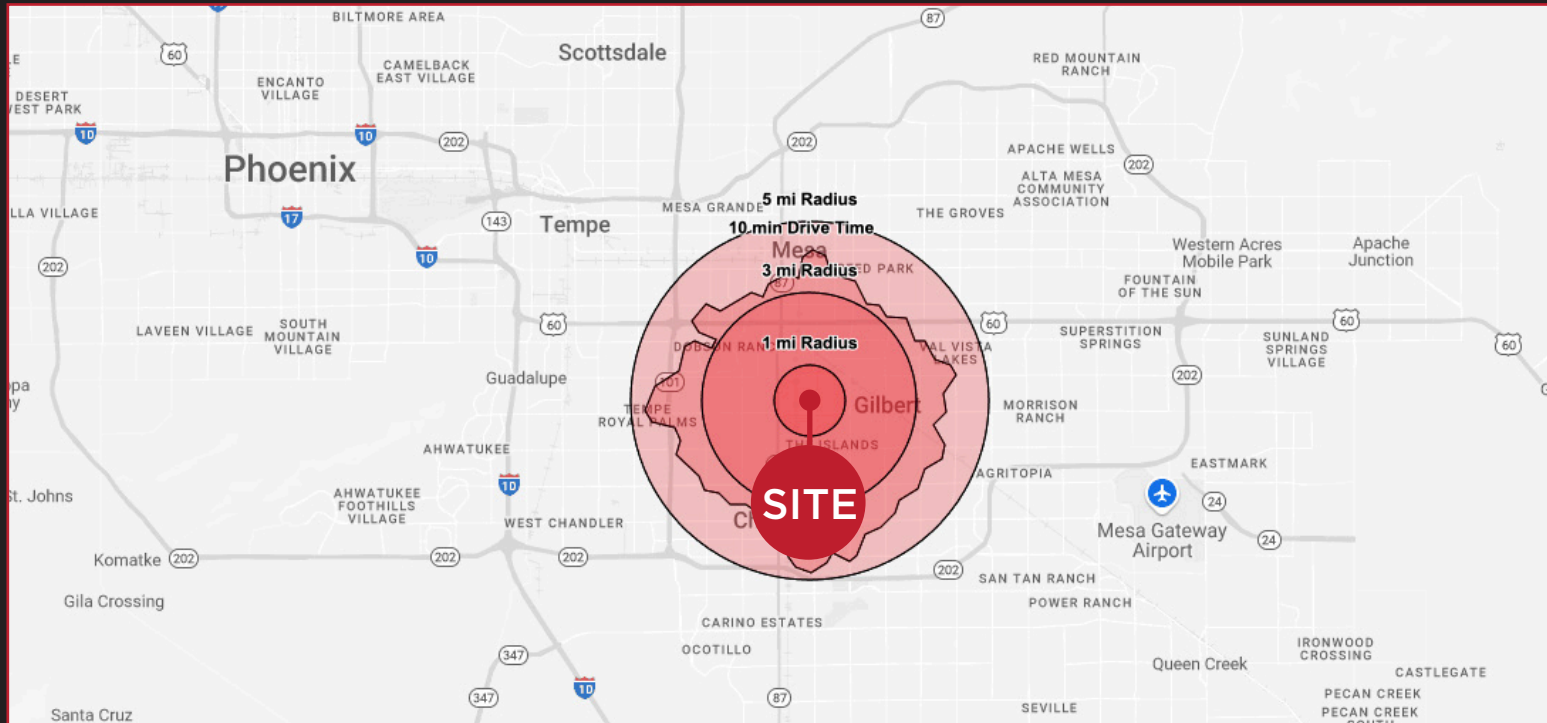 BILTMORE AREA
87
60
Scottsdale
RED MOUNTAIN
RANCH
CAMELBACK
EAST VILLAGE
ENCANTO
VILLAGE
DESERT
WEST PARK
10
10
202
202
APACHE WELLS
202
Phoenix
ALTA MESA
COMMUNITY
ASSOCIATION
5 mi Radius
MESA GRANDE
THE GROVES
LLA VILLAGE
17
143
Tempe
10 min Drive Time
Mesa
Western Acres
Mobile Park
Apache
Junction
10
202
3 mi Radius
REED PARK
87
FOUNTAIN
OF THE SUN
LAVEEN VILLAGE
SOUTH
MOUNTAIN
VILLAGE
60
60
SUPERSTITION
SPRINGS
60
SUNLAND
SPRINGS
VILLAGE
60
DOBSON RANCH
1 mi Radius
VAL VISTA
LAKES
Guadalupe
101
202
TEMPE
ROYAL PALMS
Gilbert
MORRISON
RANCH
AHWATUKEE
THE ISLANDS
AGRITOPIA
EASTMARK
10
St. Johns
AHWATUKEE
FOOTHILLS
VILLAGE
SITE
24
WEST CHANDLER
Ch
Mesa Gateway
Airport
24
Komatke
202
202
202
202
SAN TAN RANCH
Gila Crossing
POWER RANCH
CARINO ESTATES
OCOTILLO
347
IRONWOOD
CROSSING
Queen Creek
CASTLEGATE
10
347
87
PECAN CREEK
SEVILLE
PECAN CREEK
Santa Cruz